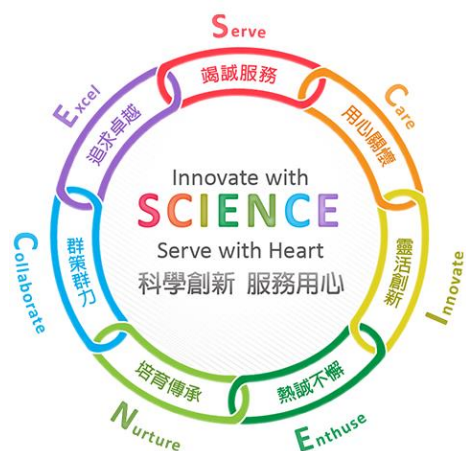 Serve
竭誠服務
Care
用心關懷
Innovate
靈活創新
Enthuse
熱誠不懈
Nurture
培育傳承
Collaborate
群策群力
Excel
追求卓越
Innovate with
SCIENCE
Serve with Heart
科學創新 服務用心